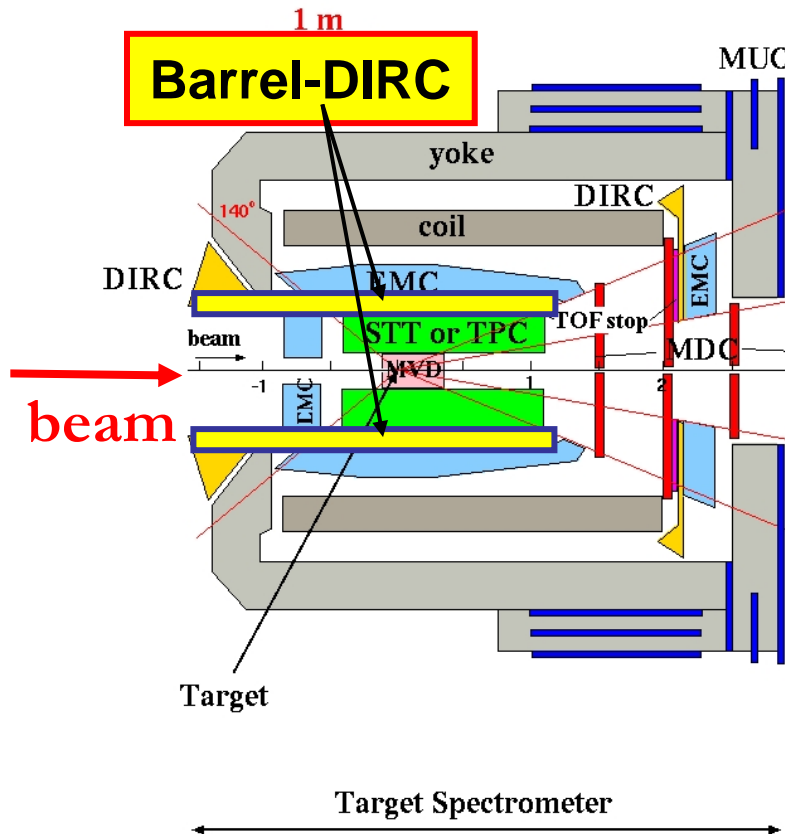 1 m
Barrel-DIRC
MUC
yoke
DIRC
140°
coil
DIRC
EMC
EMC
TOF stop
STT or TPC
beam
MDC
MVD
-1
1
2
EMC
beam
Target
Target Spectrometer